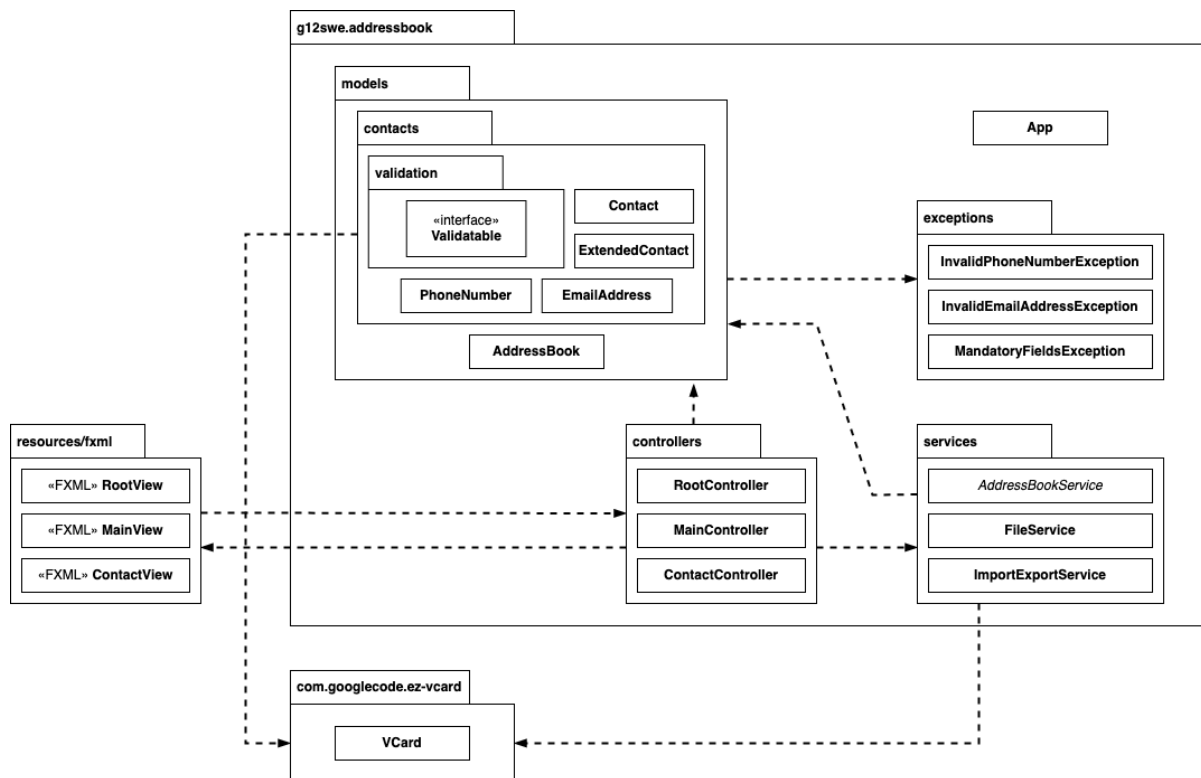 g12swe.addressbook
models
contacts
App
validation
«interface»
Validatable
Contact
ExtendedContact
exceptions
InvalidPhoneNumberException
InvalidEmailAddressException
MandatoryFieldsException
PhoneNumber
EmailAddress
AddressBook
resources/fxml
«FXML» RootView
«FXML» MainView
«FXML» ContactView
controllers
RootController
MainController
ContactController
services
AddressBookService
FileService
ImportExportService
com.googlecode.ez-vcard
VCard